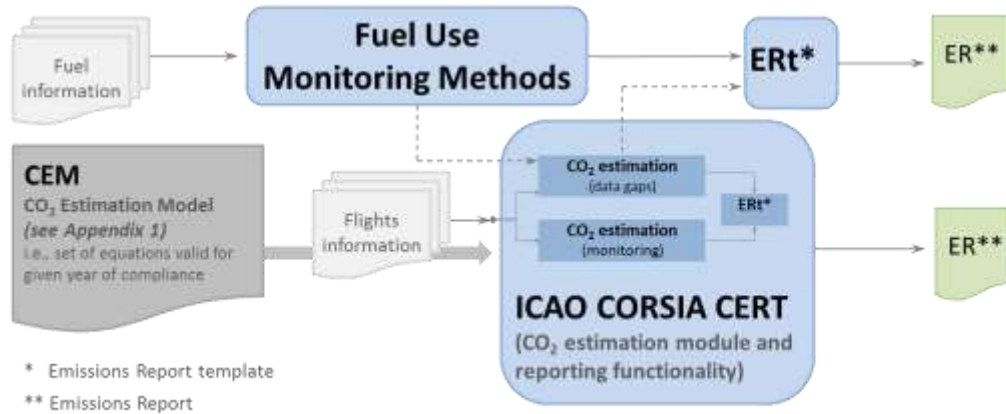 Fuel
information
Fuel Use
Monitoring Methods
ERt*
ER**
CEM
CO₂ Estimation Model
(see Appendix 1)
i.e., set of equations valid for
given year of compliance
Flights
information
CO₂ estimation
(data gaps)
CO₂ estimation
(monitoring)
ERt*
ICAO CORSIA CERT
(CO₂ estimation module and
reporting functionality)
ER**
* Emissions Report template
** Emissions Report